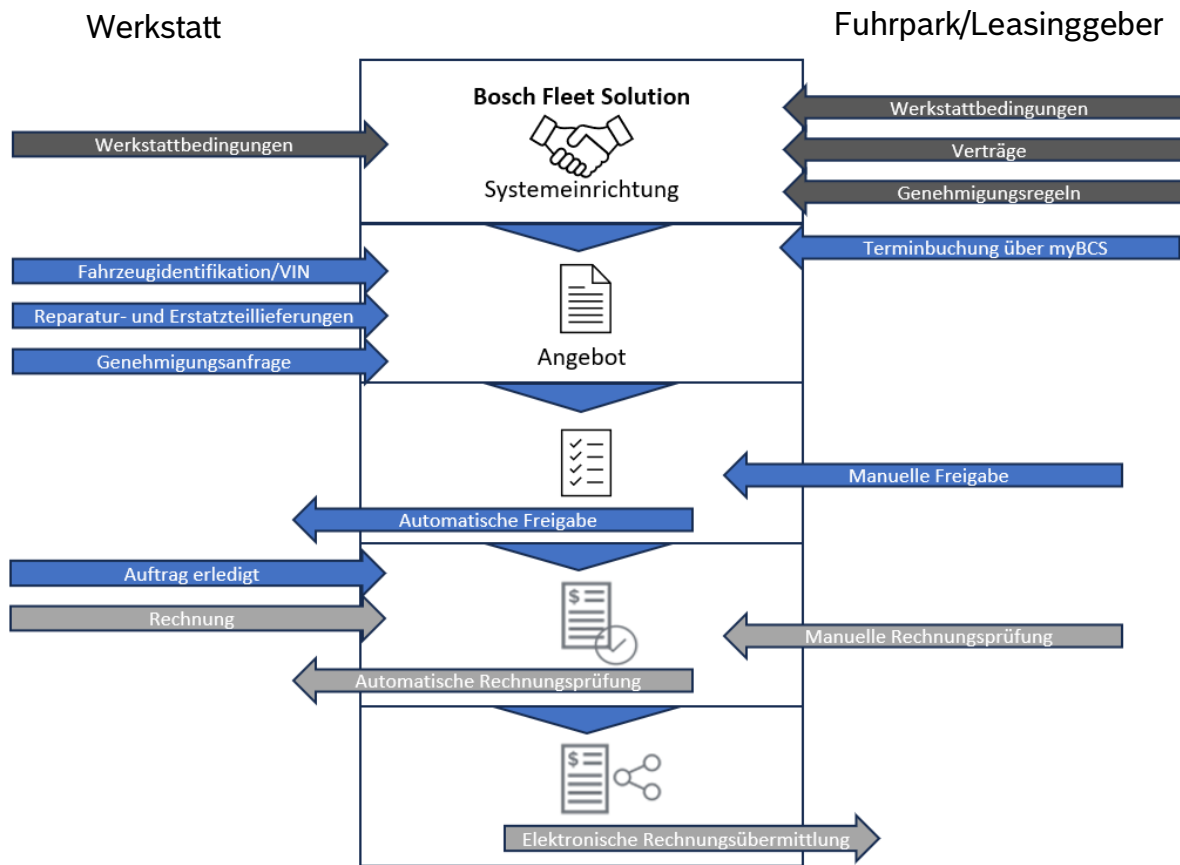 Werkstatt
Fuhrpark/Leasinggeber
Bosch Fleet Solution
Werkstattbedingungen
Werkstattbedingungen
Verträge
Systemeinrichtung
Genehmigungsregeln
Terminbuchung über myBCS
Fahrzeugidentifikation/VIN
Reparatur- und Erstatzteillieferungen
Genehmigungsanfrage
Angebot
Manuelle Freigabe
Automatische Freigabe
Auftrag erledigt
$
Rechnung
Manuelle Rechnungsprüfung
Automatische Rechnungsprüfung
$
Elektronische Rechnungsübermittlung